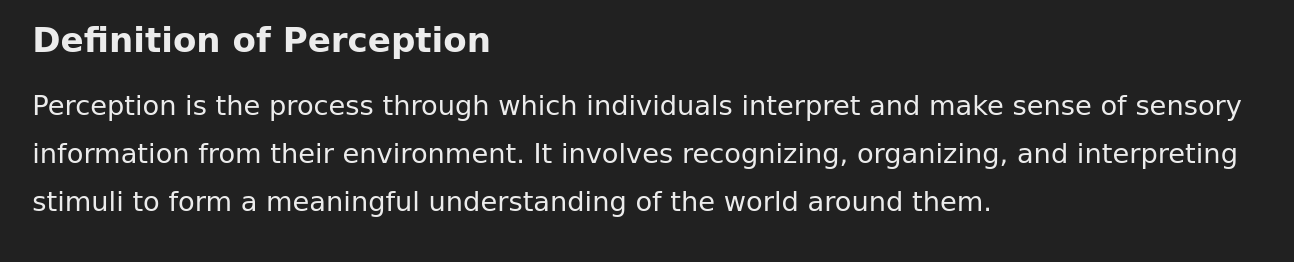 Definition of Perception
Perception is the process through which individuals interpret and make sense of sensory
information from their environment. It involves recognizing, organizing, and interpreting
stimuli to form a meaningful understanding of the world around them.